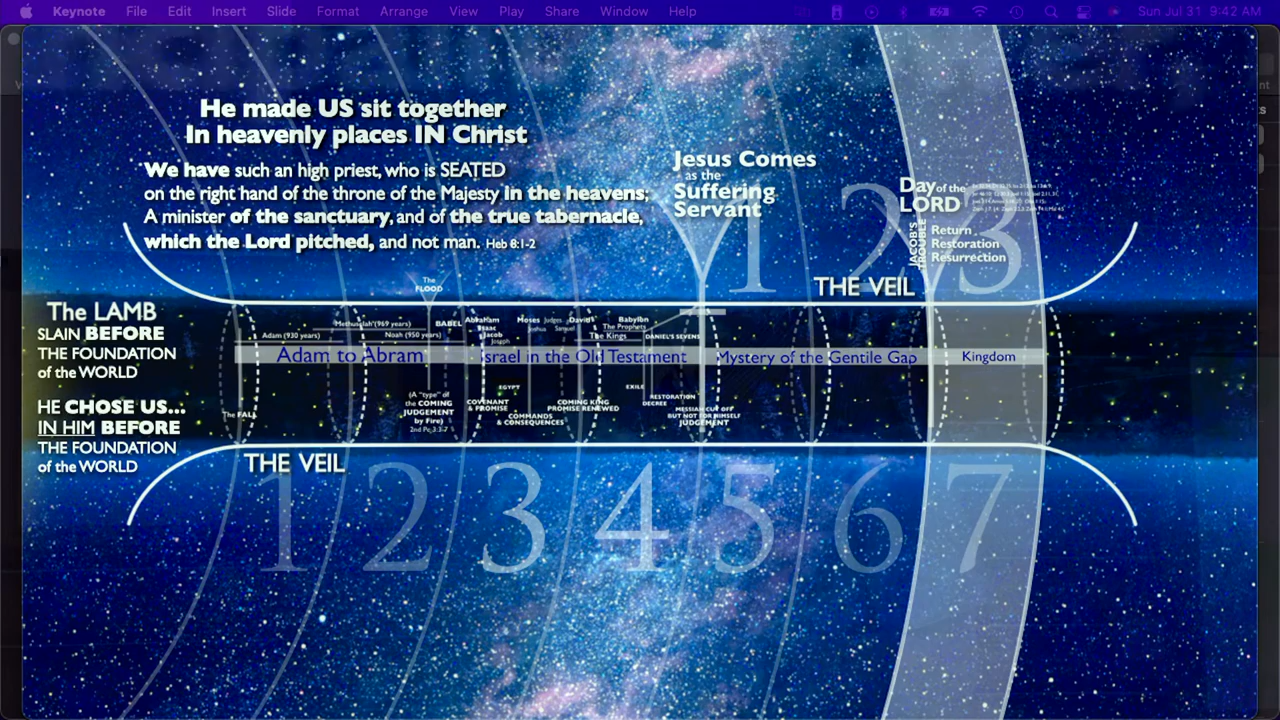 Keynote File Edit Insert Slide Format Arrange View Play Share Window Help Sun Jul 31 9:42 AM
He made US sit together
In heavenly places IN Christ
We have such an high priest, who is SEATED
on the right hand of the throne of the Majesty in the heavens;
A minister of the sanctuary, and of the true tabernacle,
which the Lord pitched, and not man. Heb 8:1-2
Jesus Comes
as the
Suffering
Servant
1 2 3
Day of the
LORD
JACOB'S
TROUBLE
Return
Restoration
Resurrection
THE VEIL
The
FLOOD
The LAMB
SLAIN BEFORE
THE FOUNDATION
of the WORLD
HE CHOSE US...
IN HIM BEFORE
THE FOUNDATION
of the WORLD
Adam (930 years)
Methuselah (969 years)
Noah (950 years)
BABEL
Abraham
Isaac
Jacob
Joseph
Moses
Joshua
Judges
Samuel
David
The Kings
Babylon
The Prophets
DANIEL'S SEVENS
Adam to Abram
Israel in the Old Testament
Mystery of the Gentile Gap
Kingdom
The FALL
(A "type" of
the COMING
JUDGEMENT
by Fire)
2nd Pe 3:3-7
COVENANT
& PROMISE
EGYPT
COMMANDS
& CONSEQUENCES
COMING KING
PROMISE RENEWED
EXILE
RESTORATION
DECREE
MESSIAH CUT OFF
BUT NOT FOR HIMSELF
JUDGEMENT
THE VEIL
1 2 3 4 5 6 7